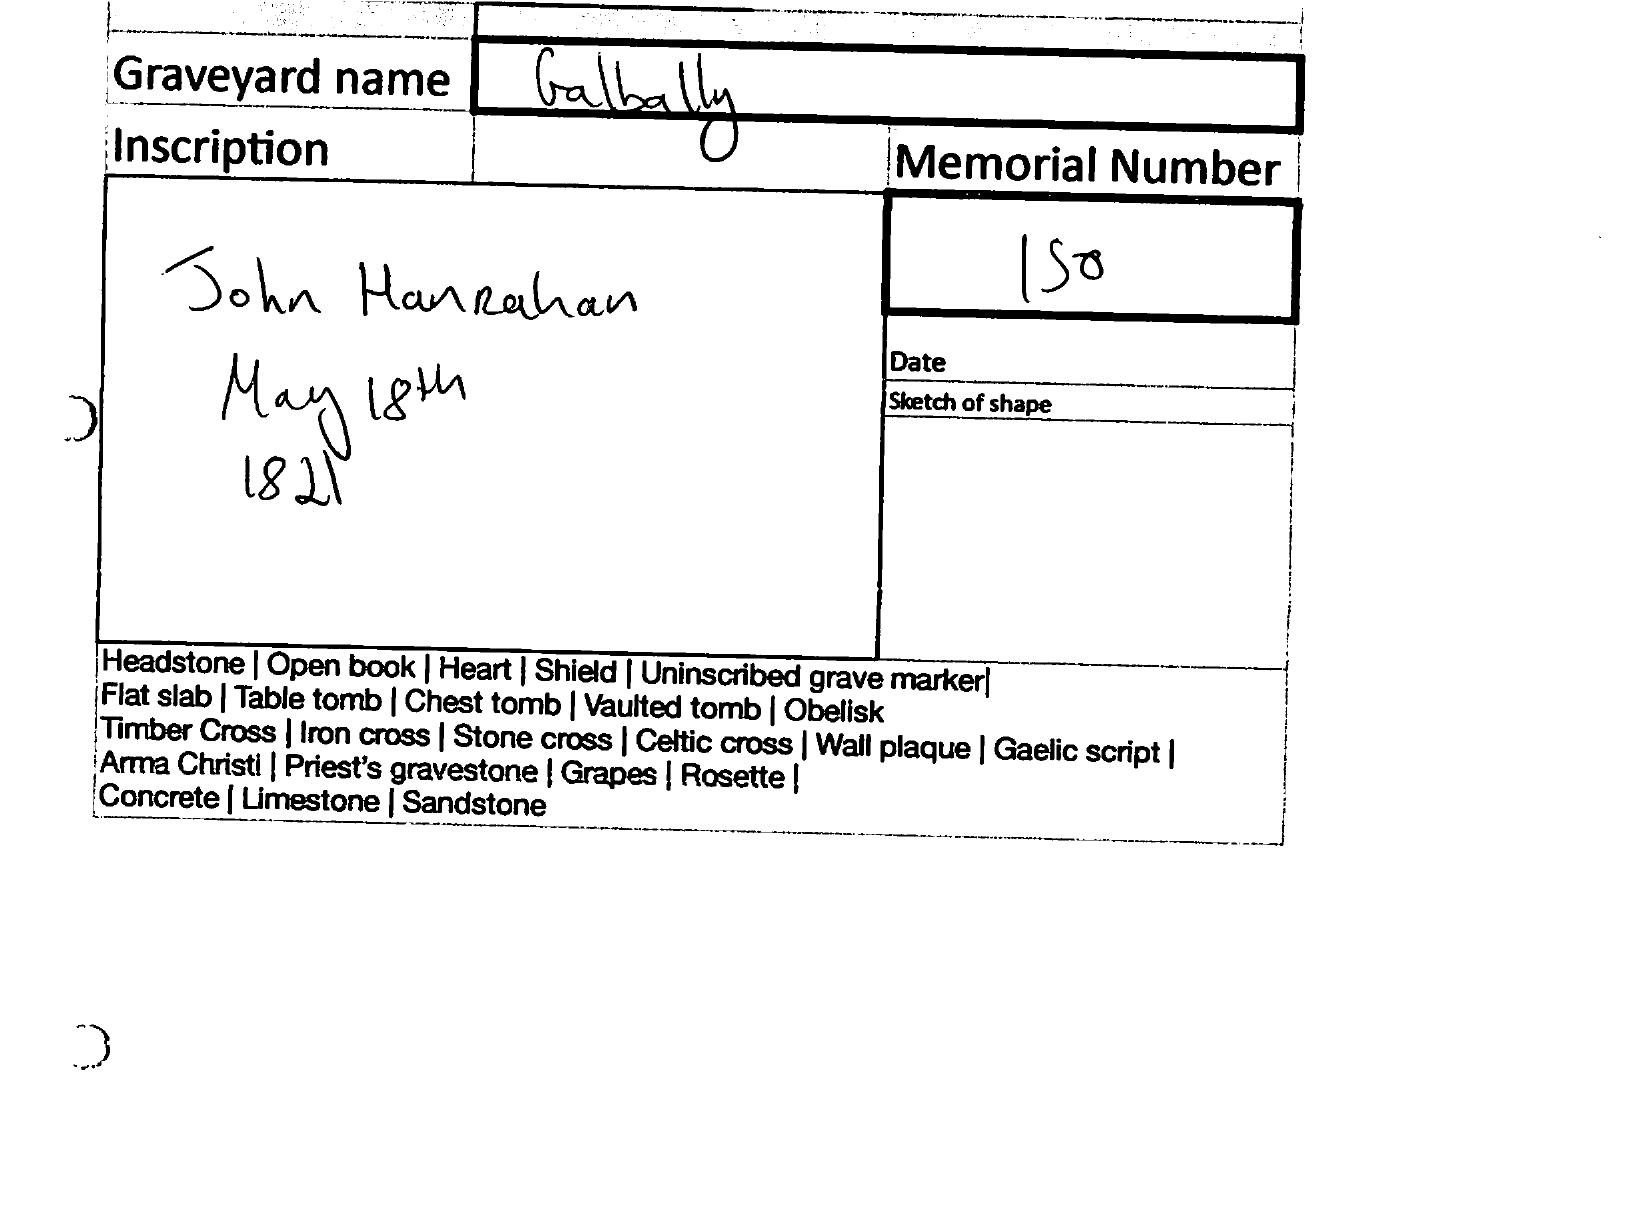 Graveyard name Galbally
Inscription Memorial Number
John Hanrahan
May 18th
1821
150
Date
Sketch of shape
Headstone | Open book | Heart | Shield | Uninscribed grave marker|
Flat slab | Table tomb | Chest tomb | Vaulted tomb | Obelisk
Timber Cross | Iron cross | Stone cross | Celtic cross | Wall plaque | Gaelic script |
Arma Christi | Priest's gravestone | Grapes | Rosette |
Concrete | Limestone | Sandstone